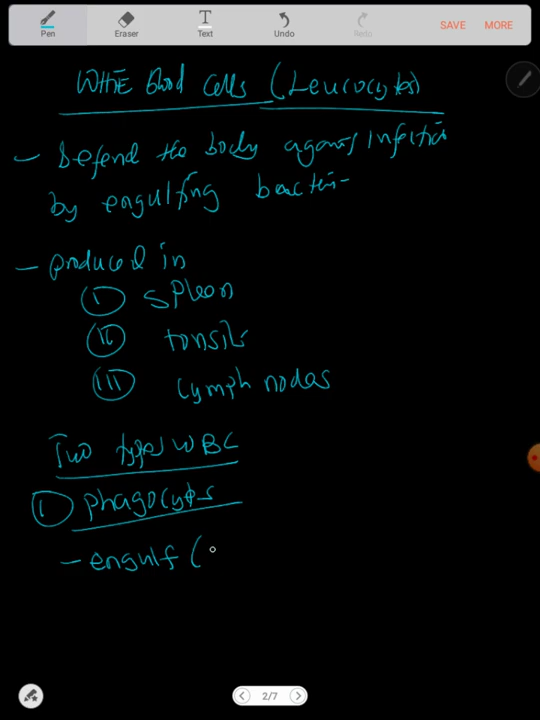 Pen
Eraser
Text
Undo
Redo
SAVE
MORE
WHITE Blood Cells (Leucocytes)
- Defend the body against infection
by engulfing bacteria
- produced in
(I) spleen
(II) tonsils
(III) Lymph nodes
Two types WBC
(I) phagocytes
- engulf (
2/7